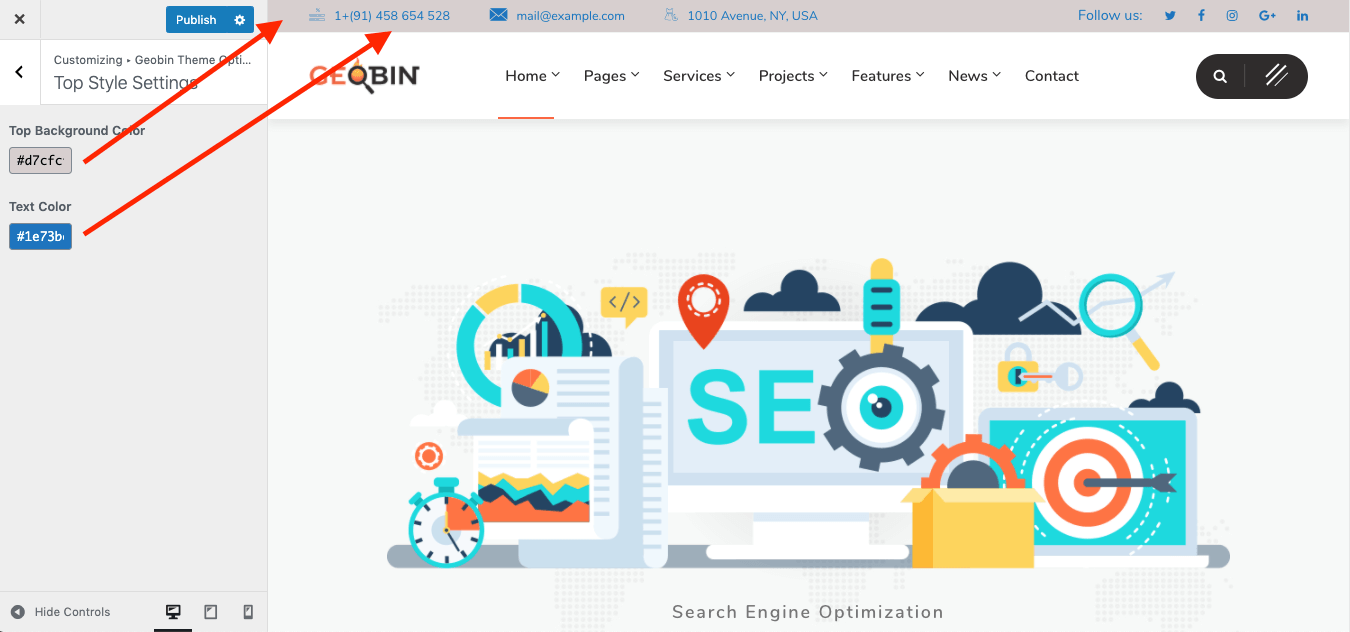 Publish
1+(91) 458 654 528 mail@example.com 1010 Avenue, NY, USA Follow us: G+ in
Customizing ▸ Geobin Theme Opti...
Top Style Settings
GEOBIN Home Pages Services Projects Features News Contact
Top Background Color
#d7cfc
Text Color
#1e73b
</>
SE
Search Engine Optimization
Hide Controls